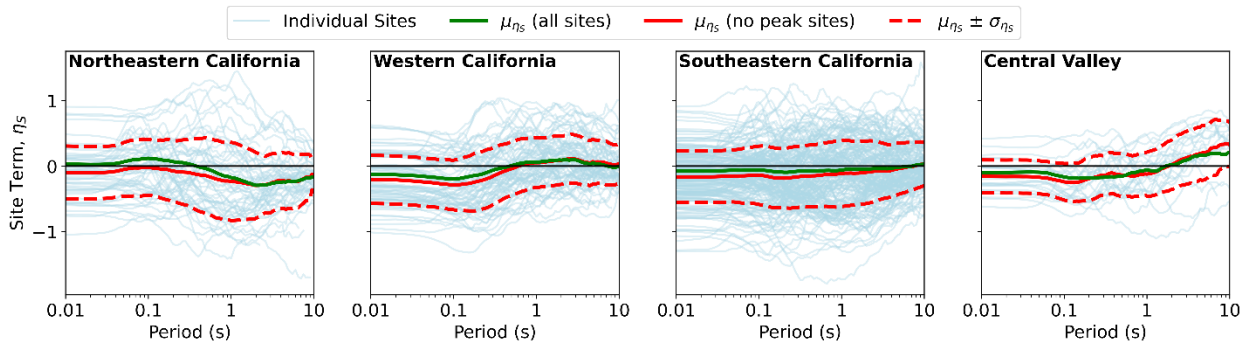 Individual Sites μηs (all sites) μηs (no peak sites) μηs ± σηs
Northeastern California Western California Southeastern California Central Valley
Site Term, ηS
1
0
−1
0.01 0.1 1 10 0.01 0.1 1 10 0.01 0.1 1 10 0.01 0.1 1 10
Period (s) Period (s) Period (s) Period (s)